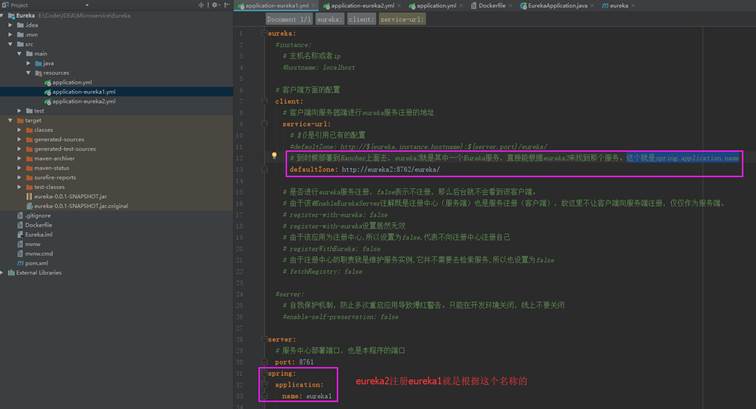 Project
Eureka E:\Codes\IDEA\Microservice\Eureka
.idea
.mvn
src
main
java
resources
application.yml
application-eureka1.yml
application-eureka2.yml
test
target
classes
generated-sources
generated-test-sources
maven-archiver
maven-status
surefire-reports
test-classes
eureka-0.0.1-SNAPSHOT.jar
eureka-0.0.1-SNAPSHOT.jar.original
.gitignore
Dockerfile
Eureka.iml
mvnw
mvnw.cmd
pom.xml
External Libraries
application-eureka1.yml application-eureka2.yml application.yml Dockerfile EurekaApplication.java eureka
Document 1/1 eureka: client: service-url:
eureka:
#instance:
# 主机名称或者ip
#hostname: localhost
# 客户端方面的配置
client:
# 客户端向服务器端进行eureka服务注册的地址
service-url:
# ${}是引用已有的配置
#defaultZone: http://${eureka.instance.hostname}:${server.port}/eureka/
# 到时候部署到Rancher上面去，eureka2就是其中一个Eureka服务，直接能根据eureka2来找到那个服务，这个就是spring.application.name
defaultZone: http://eureka2:8762/eureka/
# 是否进行eureka服务注册，false表示不注册，那么后台就不会看到该客户端。
# 由于该@EnableEurekaServer注解既是注册中心（服务端）也是服务注册（客户端），故这里不让客户端向服务端注册，仅仅作为服务端。
# register-with-eureka: false
# register-with-eureka设置居然无效
# 由于该应用为注册中心,所以设置为false,代表不向注册中心注册自己
# registerWithEureka: false
# 由于注册中心的职责就是维护服务实例,它并不需要去检索服务,所以也设置为false
# fetchRegistry: false
#server:
# 自我保护机制，防止多次重启应用导致爆红警告。只能在开发环境关闭，线上不要关闭
#enable-self-preservation: false
server:
# 服务中心部署端口，也是本程序的端口
port: 8761
spring:
application:
name: eureka1
eureka2注册eureka1就是根据这个名称的